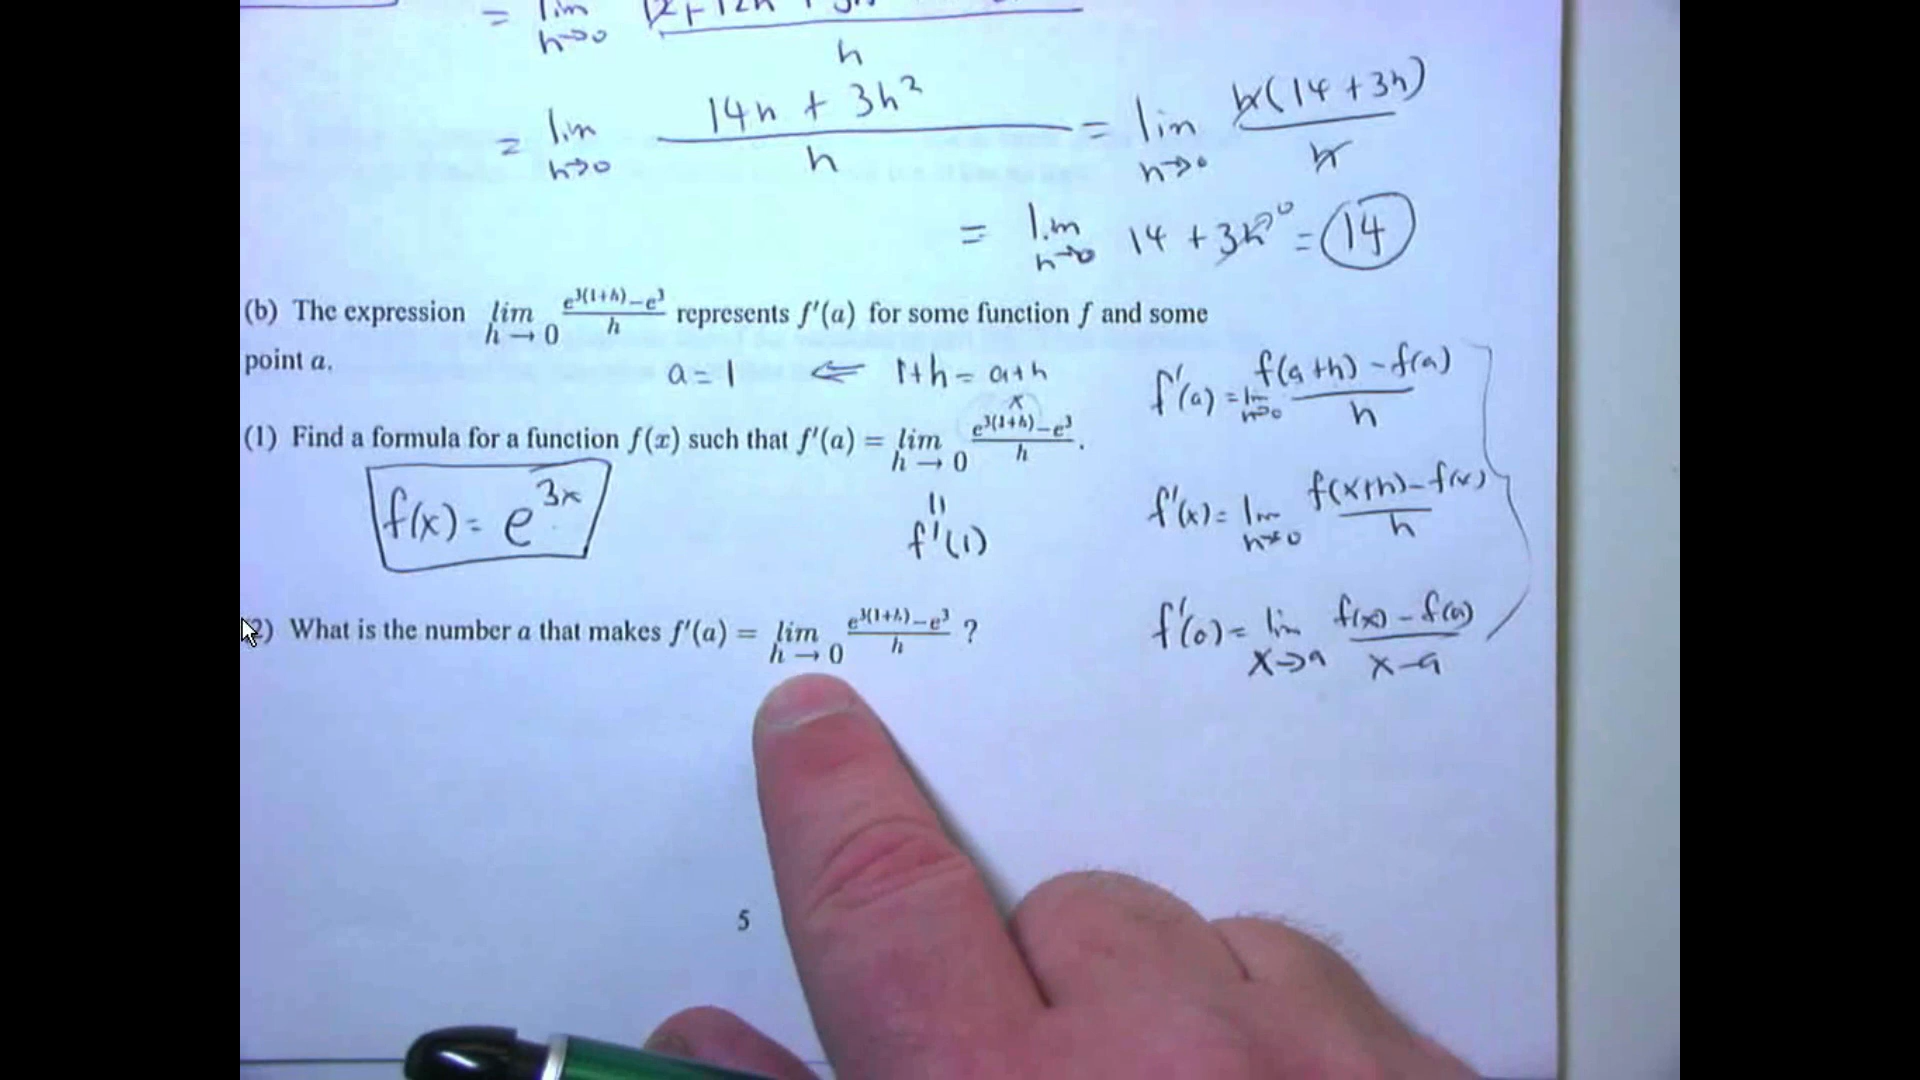 = lim
h→0 h
= lim 14h + 3h² = lim h(14 + 3h)
h→0 h h→0 h
= lim 14 + 3h⁰ = 14
h→0
(b) The expression lim e^{3(1+h)} − e³ / h represents f′(a) for some function f and some
h → 0
point a. a = 1 ⇐ 1+h = a+h
f'(a) = lim f(a+h) − f(a)
h→0 h
x
(1) Find a formula for a function f(x) such that f′(a) = lim e^{3(1+h)} − e³ / h.
h → 0
f(x) = e^{3x}
f'(1)
f'(x) = lim f(x+h) − f(x)
h→0 h
2) What is the number a that makes f′(a) = lim e^{3(1+h)} − e³ / h ?
h → 0
f'(a) = lim f(x) − f(a)
x→a x−a
5